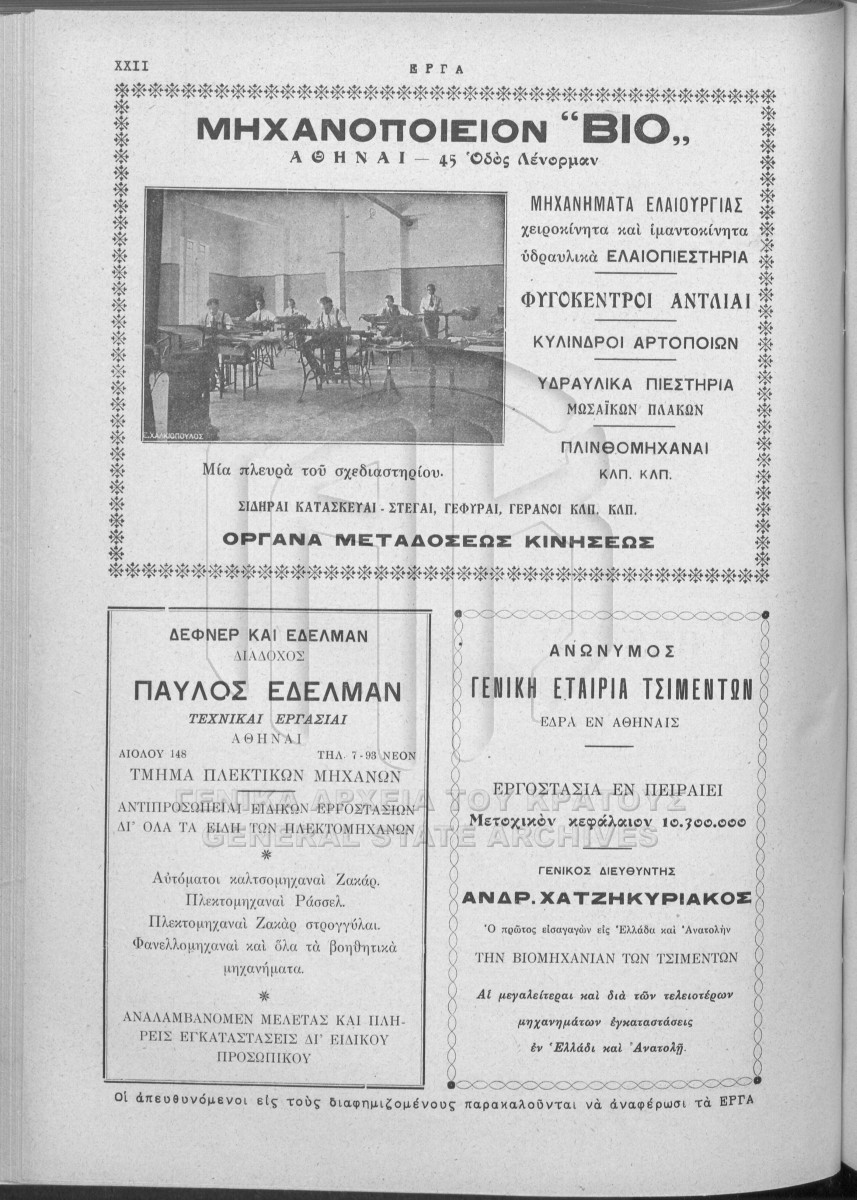 XXII
ΕΡΓΑ
ΜΗΧΑΝΟΠΟΙΕΙΟΝ “ΒΙΟ„
ΑΘΗΝΑΙ — 45 Ὁδὸς Λένορμαν
ΜΗΧΑΝΗΜΑΤΑ ΕΛΑΙΟΥΡΓΙΑΣ
χειροκίνητα καὶ ἱμαντοκίνητα
ὑδραυλικὰ ΕΛΑΙΟΠΙΕΣΤΗΡΙΑ
ΦΥΓΟΚΕΝΤΡΟΙ ΑΝΤΛΙΑΙ
ΚΥΛΙΝΔΡΟΙ ΑΡΤΟΠΟΙΩΝ
ΥΔΡΑΥΛΙΚΑ ΠΙΕΣΤΗΡΙΑ
ΜΩΣΑΪΚΩΝ ΠΛΑΚΩΝ
ΠΛΙΝΘΟΜΗΧΑΝΑΙ
ΚΛΠ. ΚΛΠ.
Σ.ΧΑΛΚΙΟΠΟΥΛΟΣ
Μία πλευρὰ τοῦ σχεδιαστηρίου.
ΣΙΔΗΡΑΙ ΚΑΤΑΣΚΕΥΑΙ - ΣΤΕΓΑΙ, ΓΕΦΥΡΑΙ, ΓΕΡΑΝΟΙ ΚΛΠ. ΚΛΠ.
ΟΡΓΑΝΑ ΜΕΤΑΔΟΣΕΩΣ ΚΙΝΗΣΕΩΣ
ΔΕΦΝΕΡ ΚΑΙ ΕΔΕΛΜΑΝ
ΔΙΑΔΟΧΟΣ
ΠΑΥΛΟΣ ΕΔΕΛΜΑΝ
ΤΕΧΝΙΚΑΙ ΕΡΓΑΣΙΑΙ
ΑΘΗΝΑΙ
ΑΙΟΛΟΥ 148 ΤΗΛ. 7-93 ΝΕΟΝ
ΤΜΗΜΑ ΠΛΕΚΤΙΚΩΝ ΜΗΧΑΝΩΝ
ΑΝΤΙΠΡΟΣΩΠΕΙΑΙ ΕΙΔΙΚΩΝ ΕΡΓΟΣΤΑΣΙΩΝ
ΔΙ’ ΟΛΑ ΤΑ ΕΙΔΗ ΤΩΝ ΠΛΕΚΤΟΜΗΧΑΝΩΝ
Αὐτόματοι καλτσομηχαναὶ Ζακάρ.
Πλεκτομηχαναὶ Ράσσελ.
Πλεκτομηχαναὶ Ζακὰρ στρογγύλαι.
Φανελλομηχαναὶ καὶ ὅλα τὰ βοηθητικὰ
μηχανήματα.
ΑΝΑΛΑΜΒΑΝΟΜΕΝ ΜΕΛΕΤΑΣ ΚΑΙ ΠΛΗ-
ΡΕΙΣ ΕΓΚΑΤΑΣΤΑΣΕΙΣ ΔΙ’ ΕΙΔΙΚΟΥ
ΠΡΟΣΩΠΙΚΟΥ
ΑΝΩΝΥΜΟΣ
ΓΕΝΙΚΗ ΕΤΑΙΡΙΑ ΤΣΙΜΕΝΤΩΝ
ΕΔΡΑ ΕΝ ΑΘΗΝΑΙΣ
ΕΡΓΟΣΤΑΣΙΑ ΕΝ ΠΕΙΡΑΙΕΙ
Μετοχικὸν κεφάλαιον 10.300.000
ΓΕΝΙΚΟΣ ΔΙΕΥΘΥΝΤΗΣ
ΑΝΔΡ. ΧΑΤΖΗΚΥΡΙΑΚΟΣ
Ὁ πρῶτος εἰσαγαγὼν εἰς Ἑλλάδα καὶ Ἀνατολὴν
ΤΗΝ ΒΙΟΜΗΧΑΝΙΑΝ ΤΩΝ ΤΣΙΜΕΝΤΩΝ
Αἱ μεγαλείτεραι καὶ διὰ τῶν τελειοτέρων
μηχανημάτων ἐγκαταστάσεις
ἐν Ἑλλάδι καὶ Ἀνατολῇ.
ΓΕΝΙΚΑ ΑΡΧΕΙΑ ΤΟΥ ΚΡΑΤΟΥΣ
GENERAL STATE ARCHIVES
Οἱ ἀπευθυνόμενοι εἰς τοὺς διαφημιζομένους παρακαλοῦνται νὰ ἀναφέρωσι τὰ ΕΡΓΑ